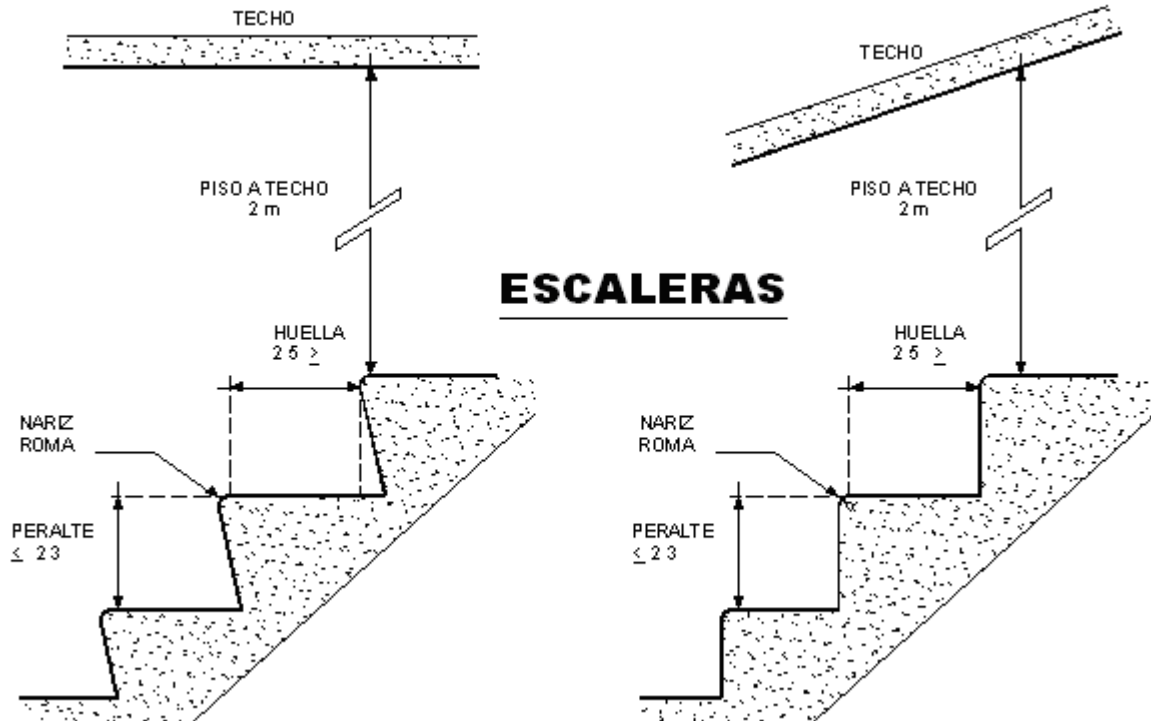 TECHO
PISO A TECHO
2 m
HUELLA
25 ≥
NARIZ
ROMA
PERALTE
≤ 23
ESCALERAS
TECHO
PISO A TECHO
2 m
HUELLA
25 ≥
NARIZ
ROMA
PERALTE
≤ 23